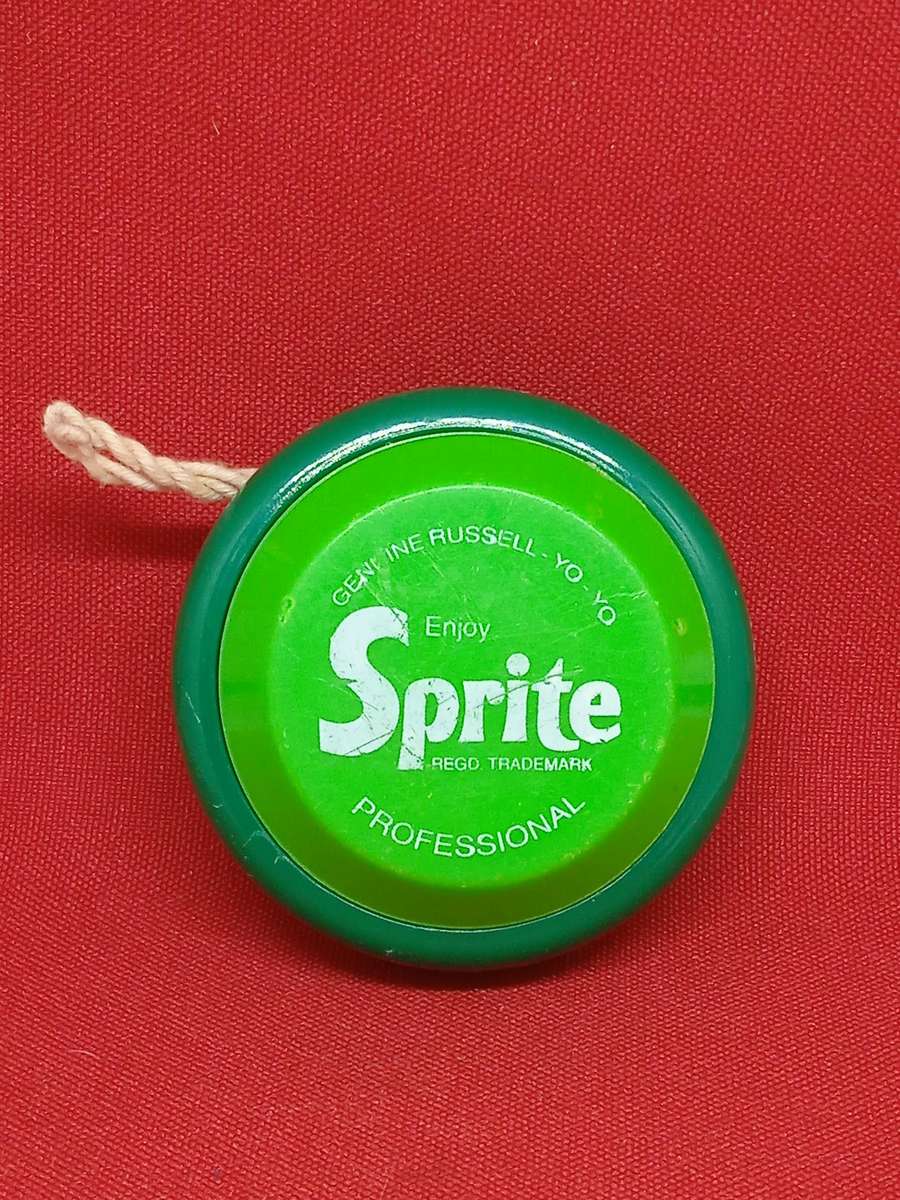 GENUINE RUSSELL - YO - YO
Enjoy
Sprite
REGD. TRADEMARK
PROFESSIONAL